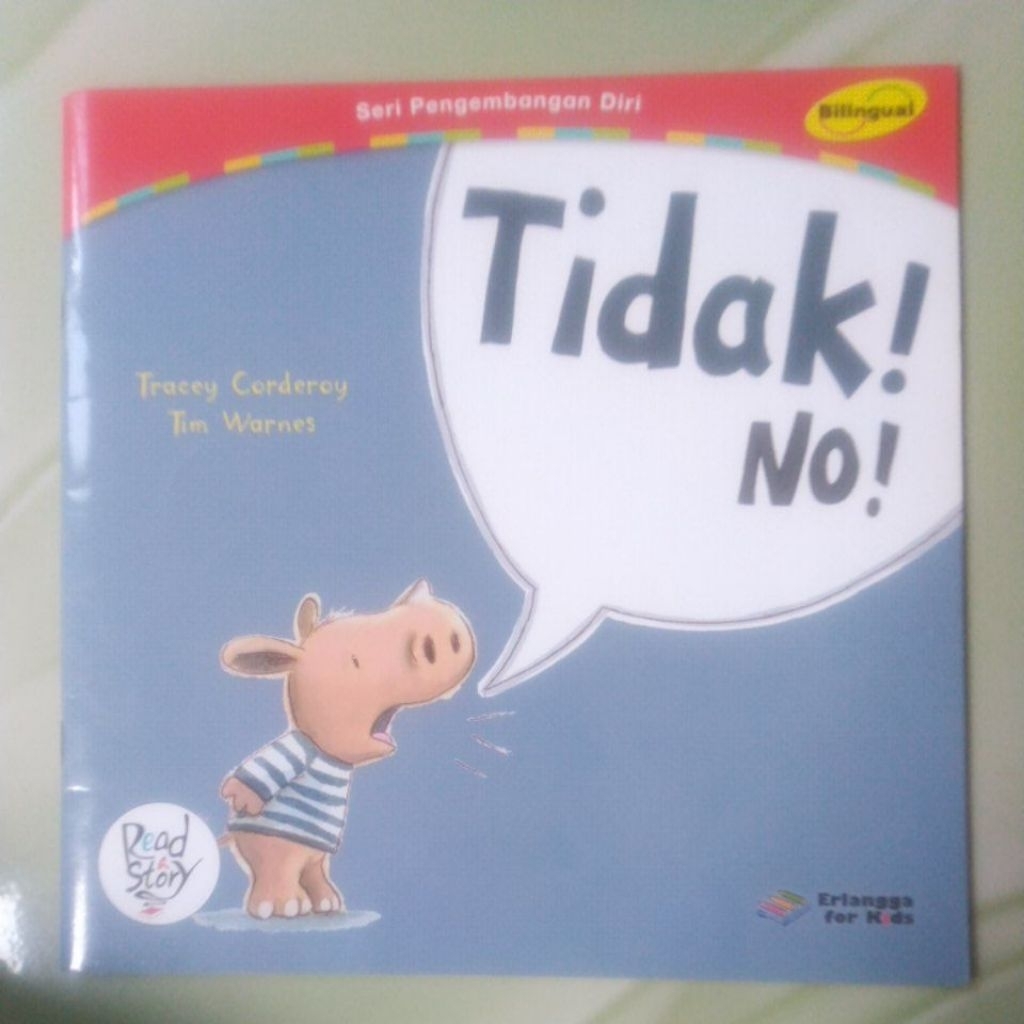 Seri Pengembangan Diri
Bilingual
Tidak!
No!
Tracey Corderoy
Tim Warnes
Read
&
Story
Erlangga
for Kids